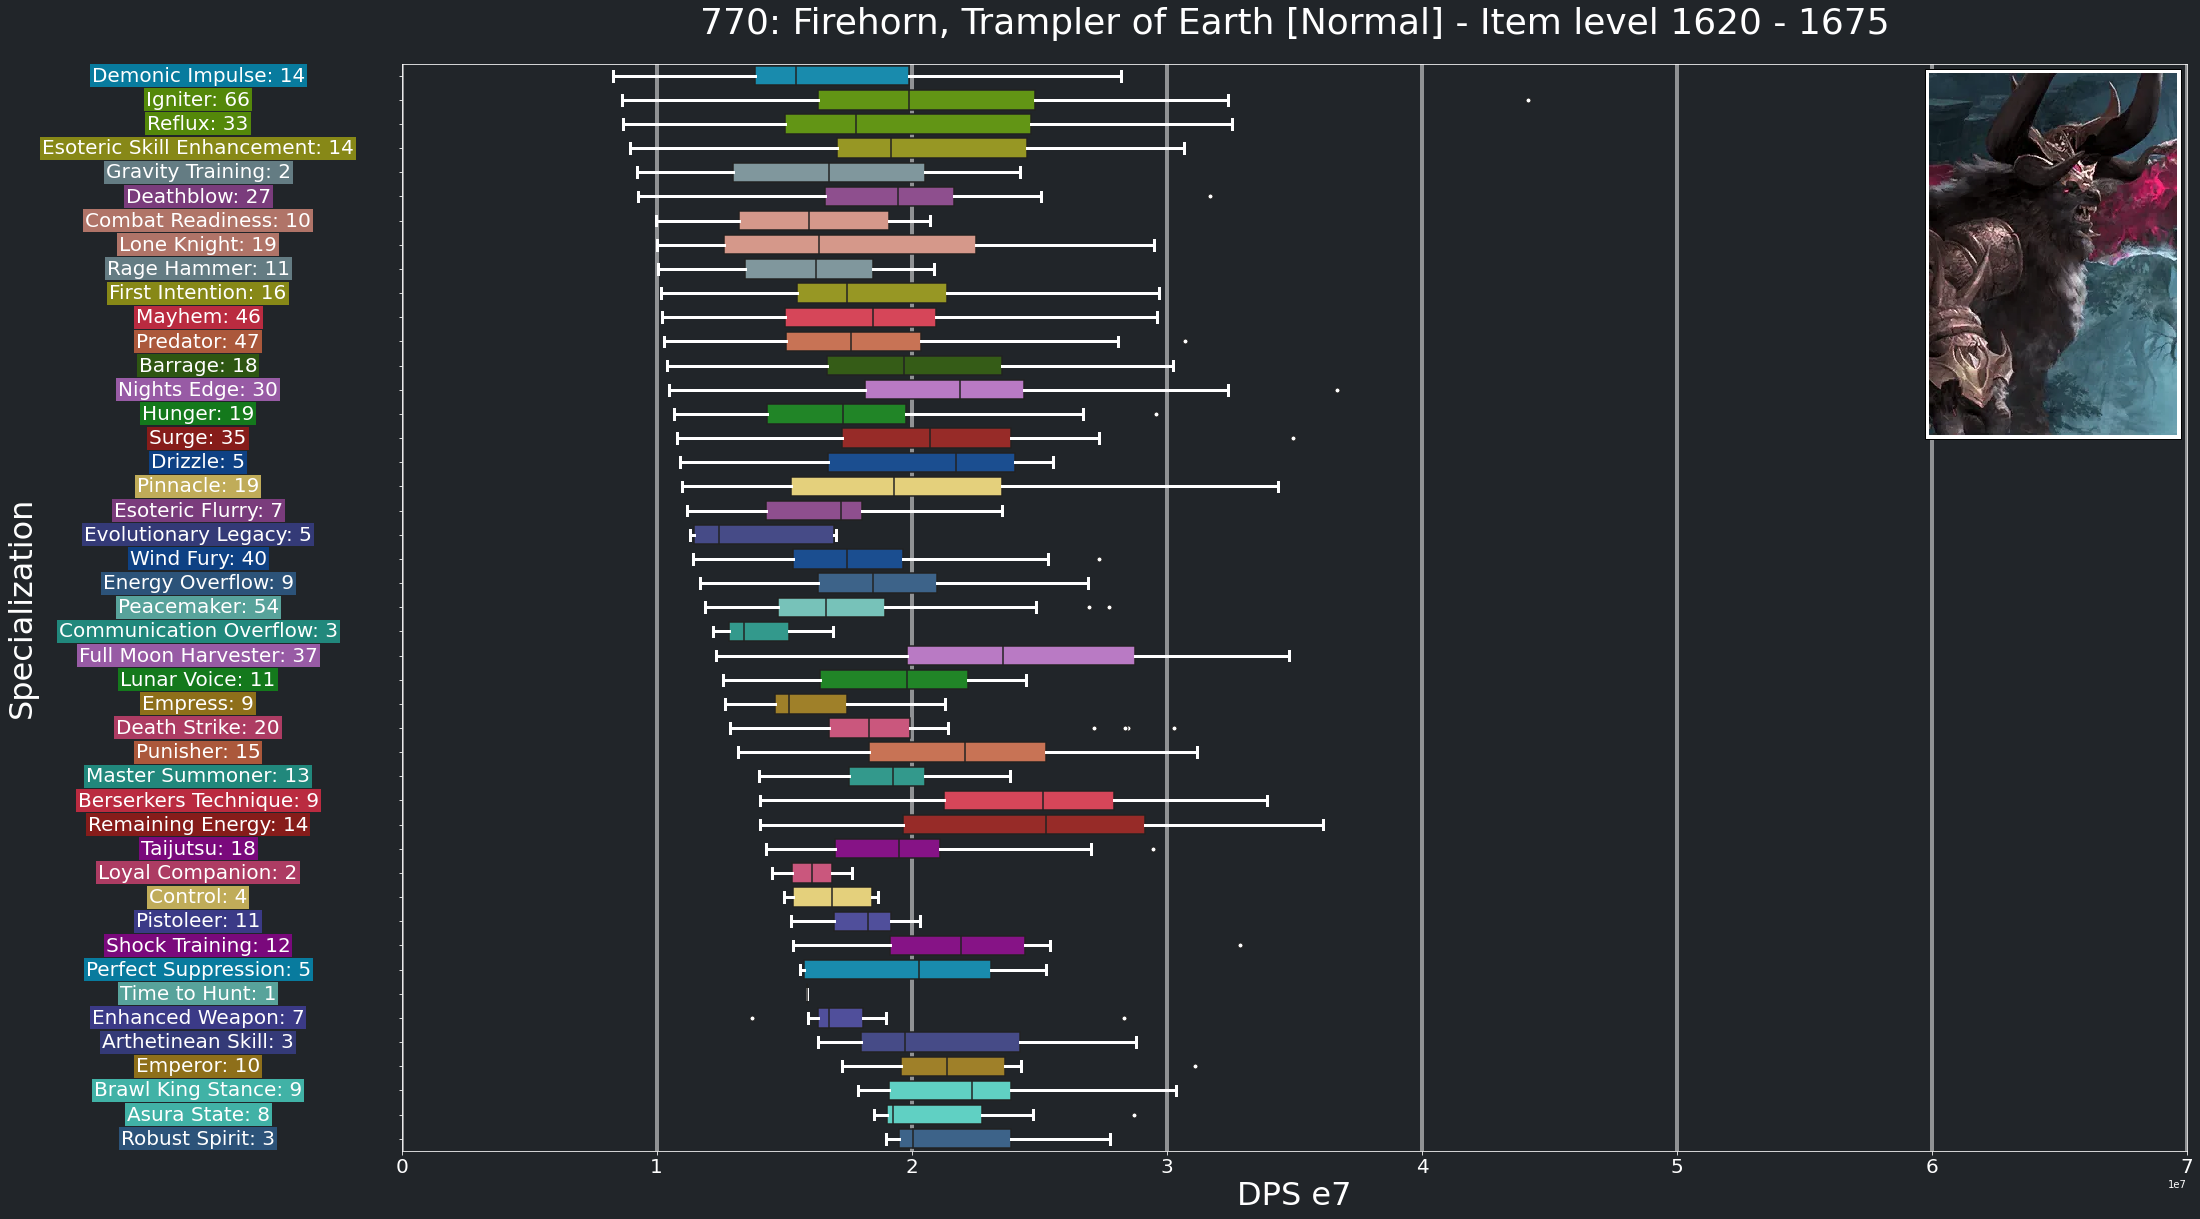 770: Firehorn, Trampler of Earth [Normal] - Item level 1620 - 1675
Specialization
Demonic Impulse: 14
Igniter: 66
Reflux: 33
Esoteric Skill Enhancement: 14
Gravity Training: 2
Deathblow: 27
Combat Readiness: 10
Lone Knight: 19
Rage Hammer: 11
First Intention: 16
Mayhem: 46
Predator: 47
Barrage: 18
Nights Edge: 30
Hunger: 19
Surge: 35
Drizzle: 5
Pinnacle: 19
Esoteric Flurry: 7
Evolutionary Legacy: 5
Wind Fury: 40
Energy Overflow: 9
Peacemaker: 54
Communication Overflow: 3
Full Moon Harvester: 37
Lunar Voice: 11
Empress: 9
Death Strike: 20
Punisher: 15
Master Summoner: 13
Berserkers Technique: 9
Remaining Energy: 14
Taijutsu: 18
Loyal Companion: 2
Control: 4
Pistoleer: 11
Shock Training: 12
Perfect Suppression: 5
Time to Hunt: 1
Enhanced Weapon: 7
Arthetinean Skill: 3
Emperor: 10
Brawl King Stance: 9
Asura State: 8
Robust Spirit: 3
0 1 2 3 4 5 6 7
1e7
DPS e7